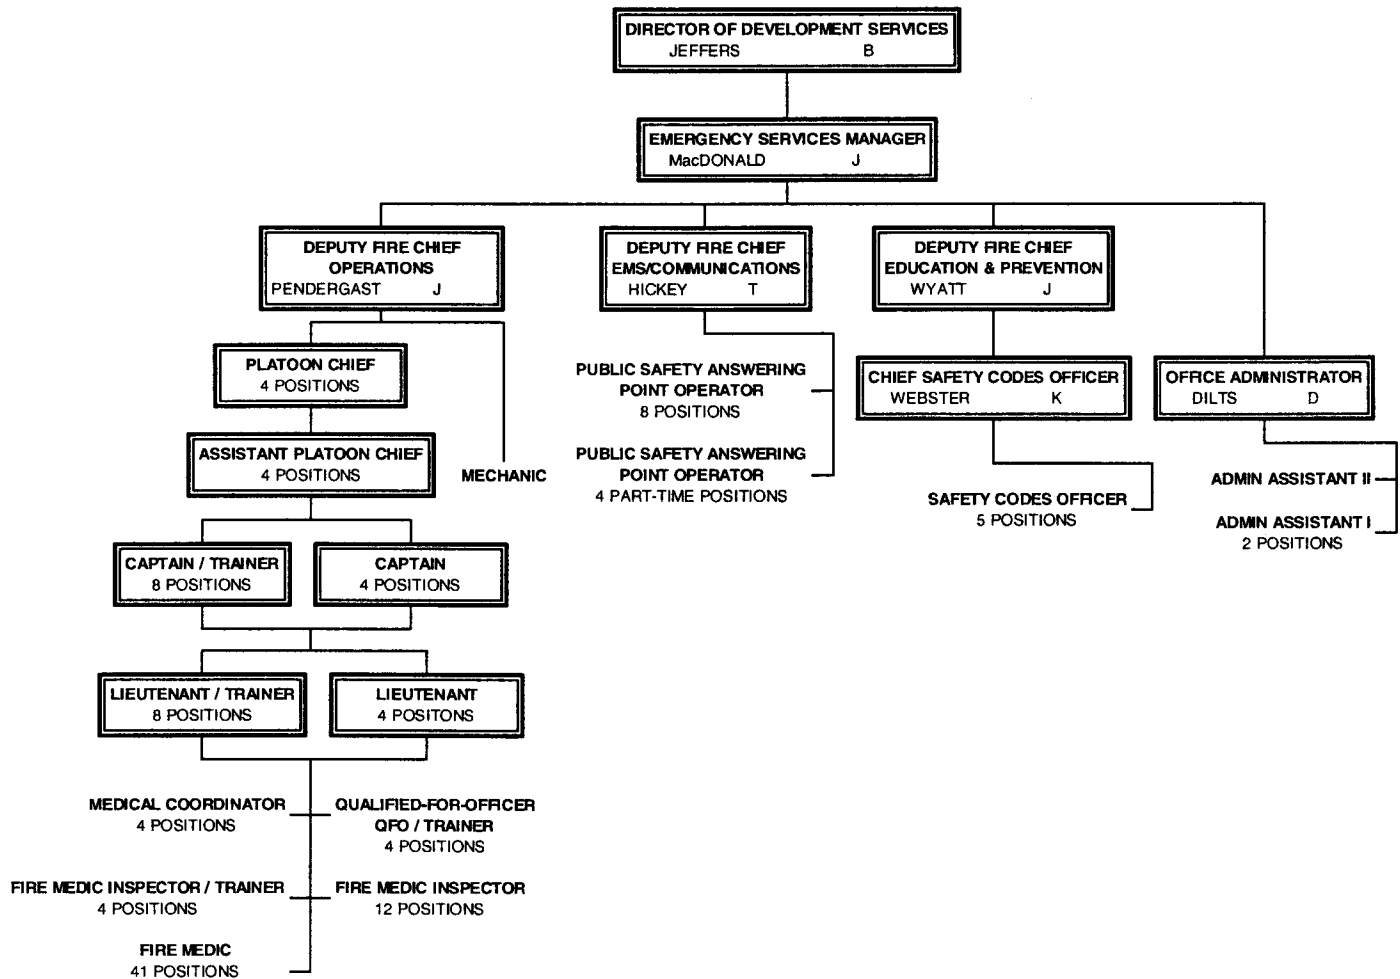 DIRECTOR OF DEVELOPMENT SERVICES
JEFFERS B
EMERGENCY SERVICES MANAGER
MacDONALD J
DEPUTY FIRE CHIEF
OPERATIONS
PENDERGAST J
DEPUTY FIRE CHIEF
EMS/COMMUNICATIONS
HICKEY T
DEPUTY FIRE CHIEF
EDUCATION & PREVENTION
WYATT J
PLATOON CHIEF
4 POSITIONS
ASSISTANT PLATOON CHIEF
4 POSITIONS
MECHANIC
PUBLIC SAFETY ANSWERING
POINT OPERATOR
8 POSITIONS
PUBLIC SAFETY ANSWERING
POINT OPERATOR
4 PART-TIME POSITIONS
CHIEF SAFETY CODES OFFICER
WEBSTER K
SAFETY CODES OFFICER
5 POSITIONS
OFFICE ADMINISTRATOR
DILTS D
ADMIN ASSISTANT II
ADMIN ASSISTANT I
2 POSITIONS
CAPTAIN / TRAINER
8 POSITIONS
CAPTAIN
4 POSITIONS
LIEUTENANT / TRAINER
8 POSITIONS
LIEUTENANT
4 POSITONS
MEDICAL COORDINATOR
4 POSITIONS
QUALIFIED-FOR-OFFICER
QFO / TRAINER
4 POSITIONS
FIRE MEDIC INSPECTOR / TRAINER
4 POSITIONS
FIRE MEDIC INSPECTOR
12 POSITIONS
FIRE MEDIC
41 POSITIONS